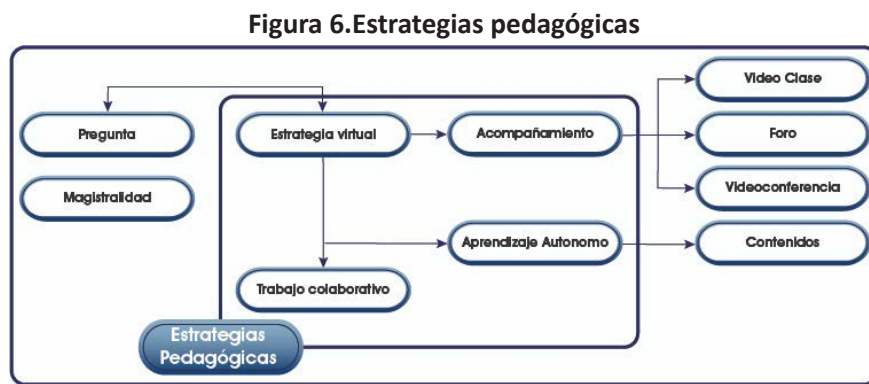 Figura 6.Estrategias pedagógicas
Video Clase
Pregunta
Estrategia virtual
Acompañamiento
Foro
Magistralidad
Videoconferencia
Aprendizaje Autonomo
Contenidos
Trabajo colaborativo
Estrategias
Pedagógicas